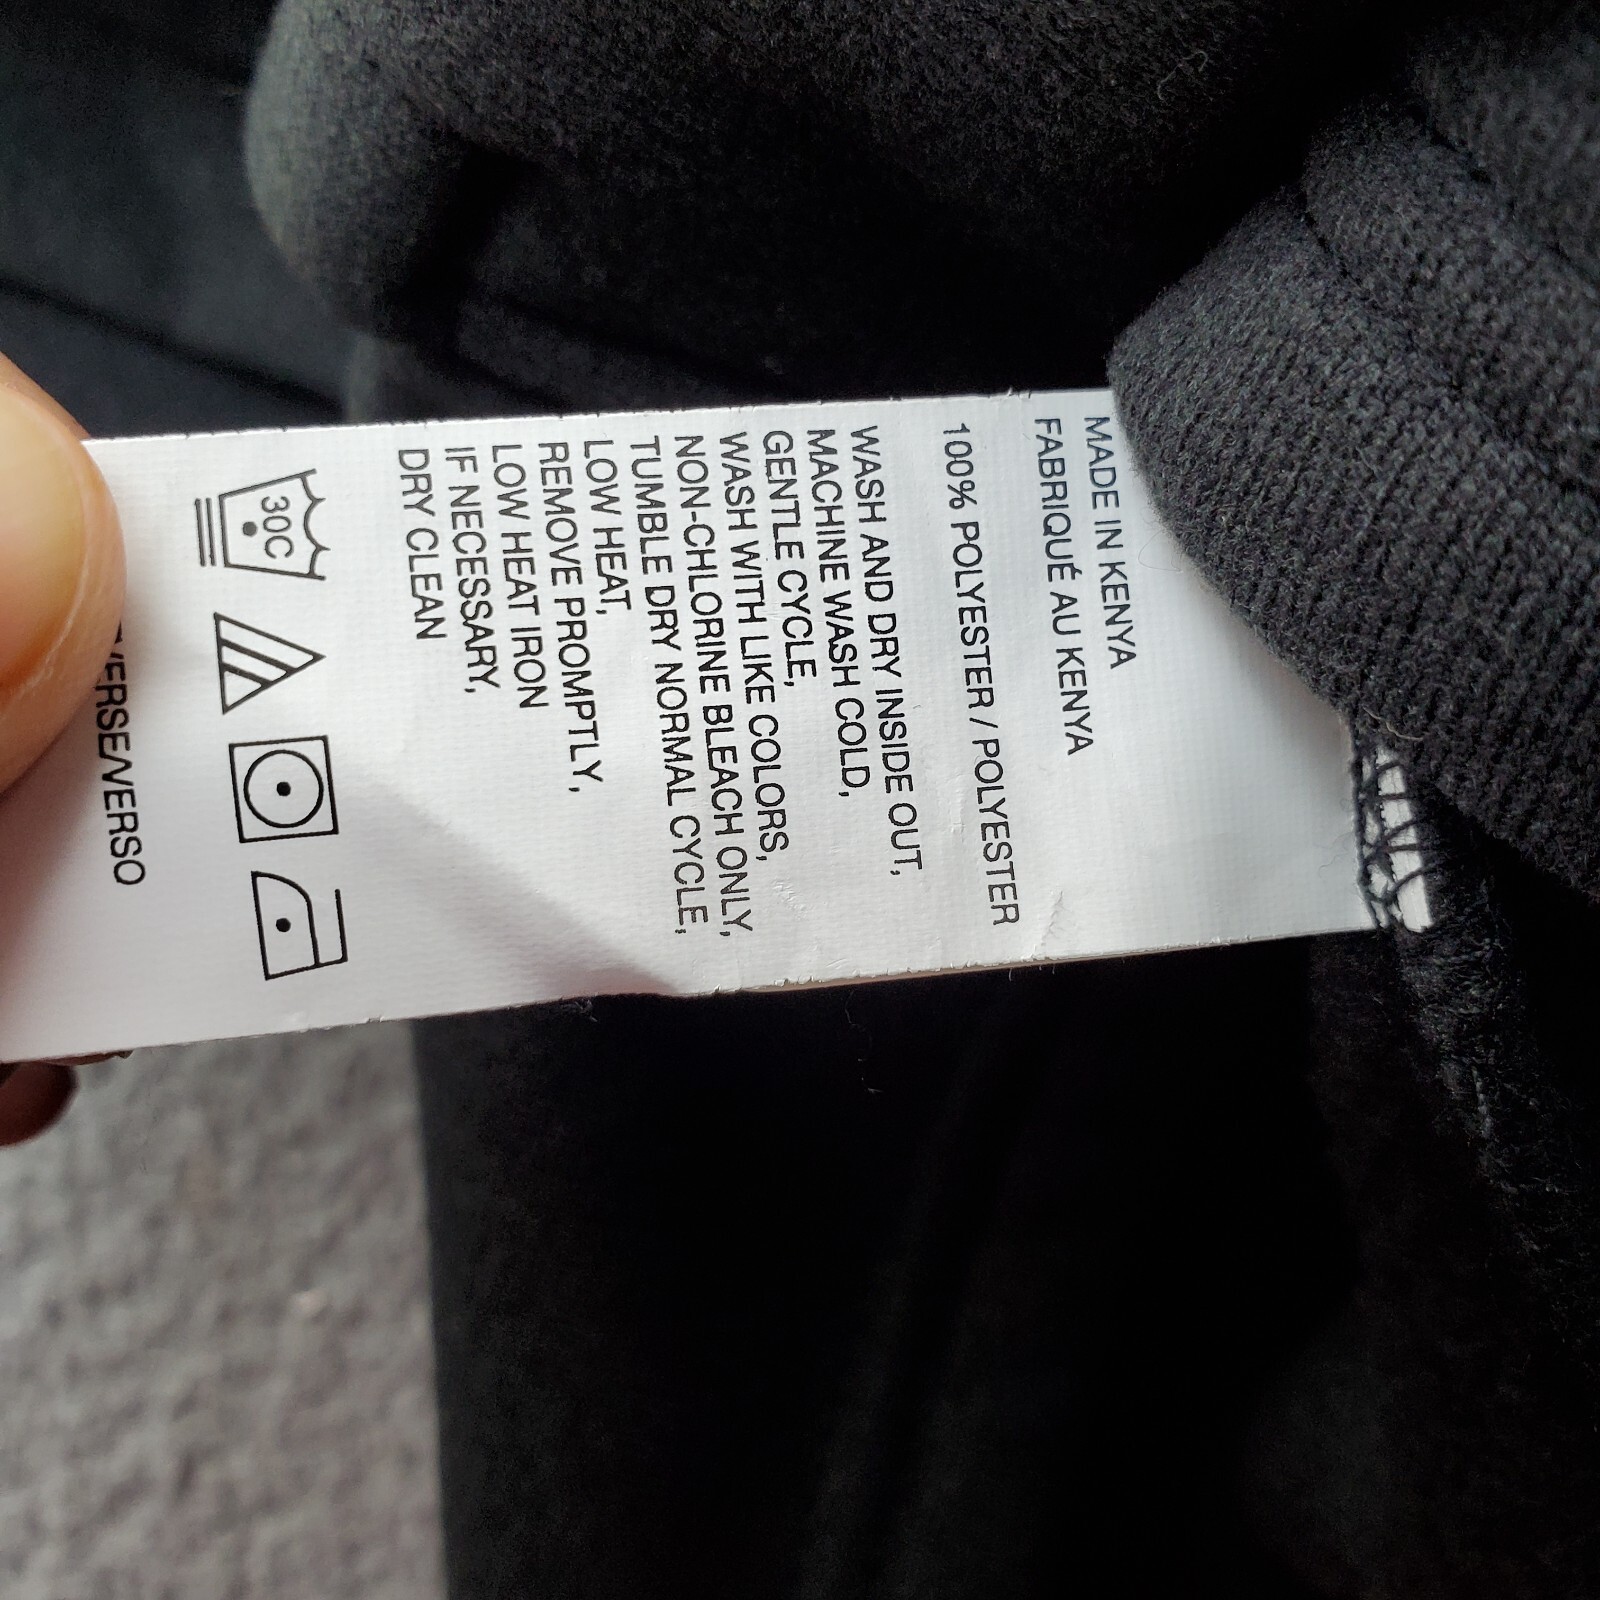 MADE IN KENYA
FABRIQUÉ AU KENYA
100% POLYESTER / POLYESTER
WASH AND DRY INSIDE OUT,
MACHINE WASH COLD,
GENTLE CYCLE,
WASH WITH LIKE COLORS,
NON-CHLORINE BLEACH ONLY,
TUMBLE DRY NORMAL CYCLE,
LOW HEAT,
REMOVE PROMPTLY,
LOW HEAT IRON
IF NECESSARY,
DRY CLEAN
30C
/VERSO